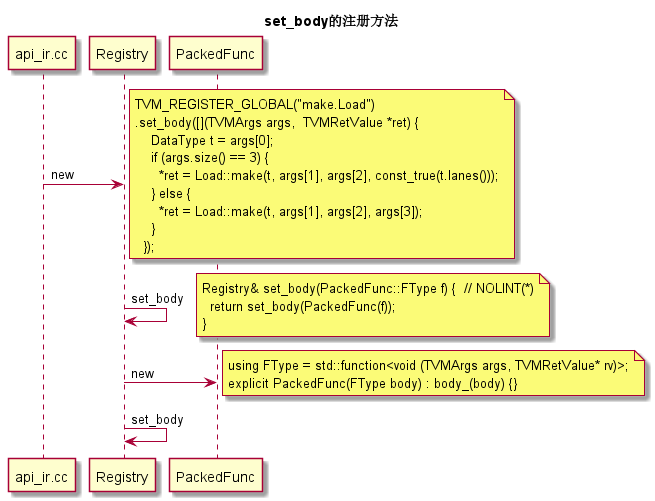 set_body的注册方法
api_ir.cc Registry PackedFunc
TVM_REGISTER_GLOBAL("make.Load")
.set_body([](TVMArgs args,  TVMRetValue *ret) {
    DataType t = args[0];
    if (args.size() == 3) {
      *ret = Load::make(t, args[1], args[2], const_true(t.lanes()));
    } else {
      *ret = Load::make(t, args[1], args[2], args[3]);
    }
  });
new
set_body
Registry& set_body(PackedFunc::FType f) {  // NOLINT(*)
  return set_body(PackedFunc(f));
}
new
using FType = std::function<void (TVMArgs args, TVMRetValue* rv)>;
explicit PackedFunc(FType body) : body_(body) {}
set_body
api_ir.cc Registry PackedFunc